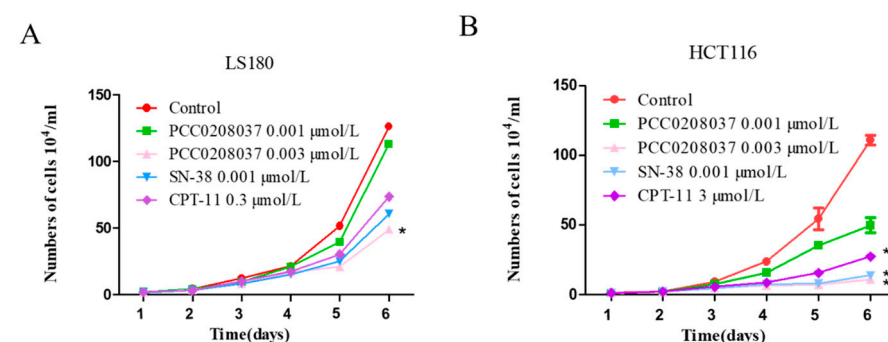 A
LS180
Numbers of cells 10⁴/ml
150
100
50
0
Control
PCC0208037 0.001 μmol/L
PCC0208037 0.003 μmol/L
SN-38 0.001 μmol/L
CPT-11 0.3 μmol/L
*
1 2 3 4 5 6
Time(days)
B
HCT116
Numbers of cells 10⁴/ml
150
100
50
0
Control
PCC0208037 0.001 μmol/L
PCC0208037 0.003 μmol/L
SN-38 0.001 μmol/L
CPT-11 3 μmol/L
*
*
*
1 2 3 4 5 6
Time(days)